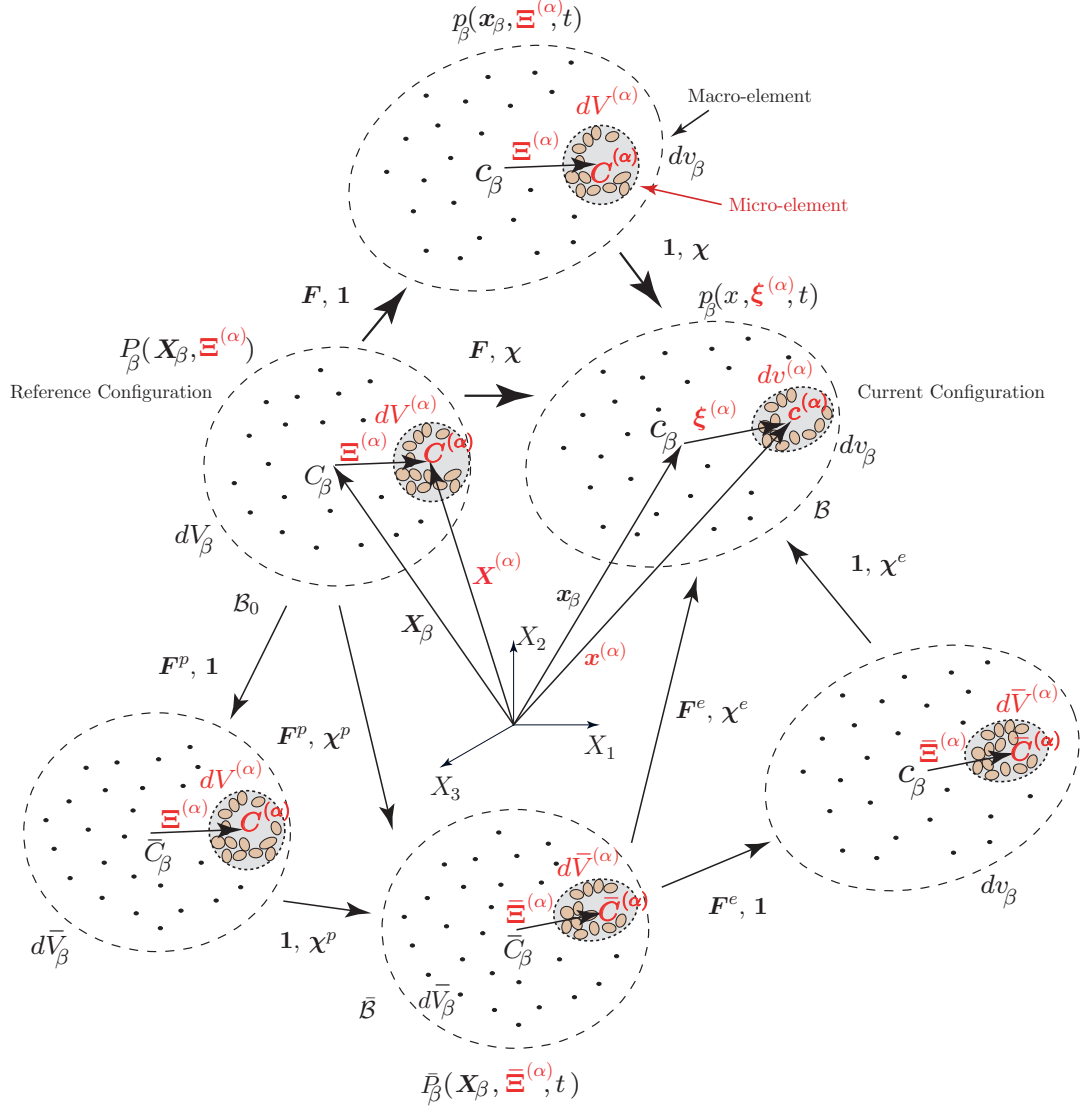 p_β(x_β, Ξ^(α), t)
Macro-element
dV^(α)
Ξ^(α)
C^(α)
c_β
dv_β
Micro-element
1, χ
F, 1
p_β(x, ξ^(α), t)
P_β(X_β, Ξ^(α))
F, χ
Reference Configuration
Current Configuration
dV^(α)
dv^(α)
Ξ^(α)
C^(α)
C_β
ξ^(α)
c^(α)
c_β
dv_β
dV_β
B
X^(α)
1, χ^e
B_0
X_β
x_β
X_2
x^(α)
F^p, 1
F^e, χ^e
F^p, χ^p
X_1
X_3
dV̄^(α)
Ξ̄^(α)
C̄^(α)
c_β
dv_β
dV^(α)
Ξ^(α)
C^(α)
C̄_β
dV̄_β
1, χ^p
dV̄^(α)
Ξ̄^(α)
C̄^(α)
C̄_β
F^e, 1
B̄
dV̄_β
P̄_β(X_β, Ξ̄^(α), t)